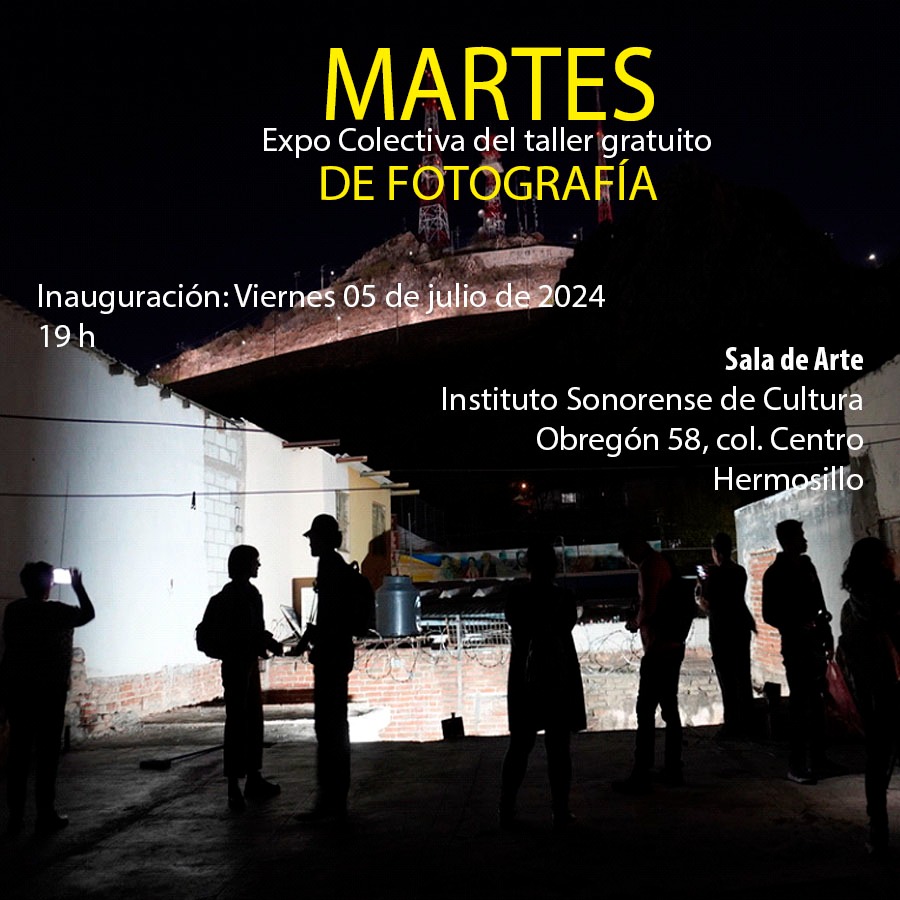 MARTES
Expo Colectiva del taller gratuito
DE FOTOGRAFÍA
Inauguración: Viernes 05 de julio de 2024
19 h
Sala de Arte
Instituto Sonorense de Cultura
Obregón 58, col. Centro
Hermosillo